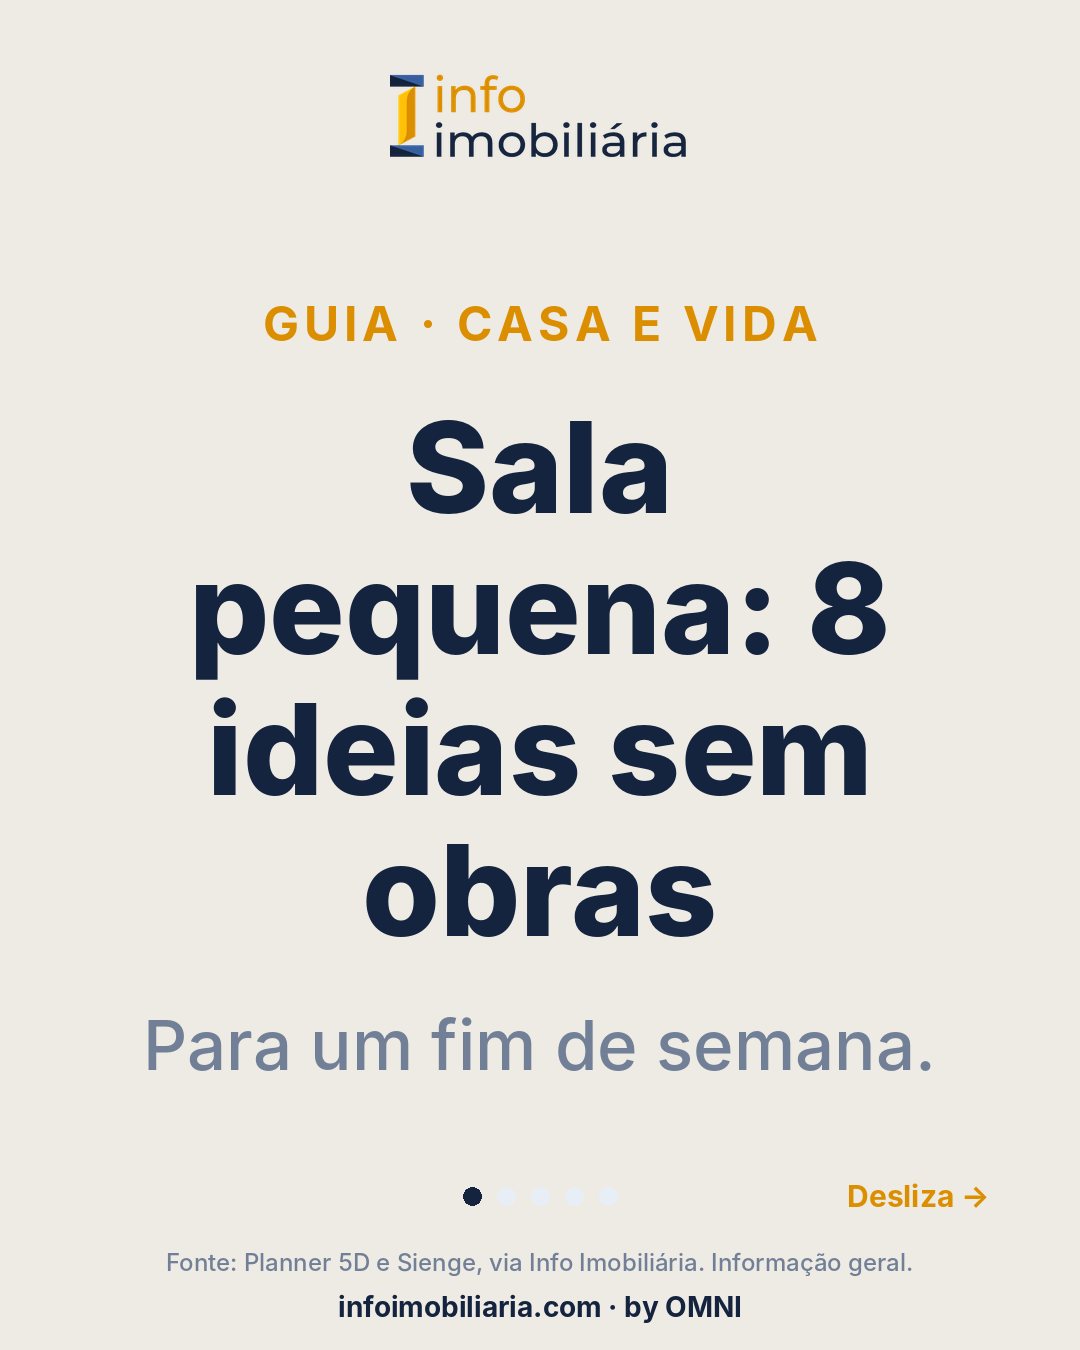 info
imobiliária
GUIA · CASA E VIDA
Sala
pequena: 8
ideias sem
obras
Para um fim de semana.
Desliza →
Fonte: Planner 5D e Sienge, via Info Imobiliária. Informação geral.
infoimobiliaria.com · by OMNI